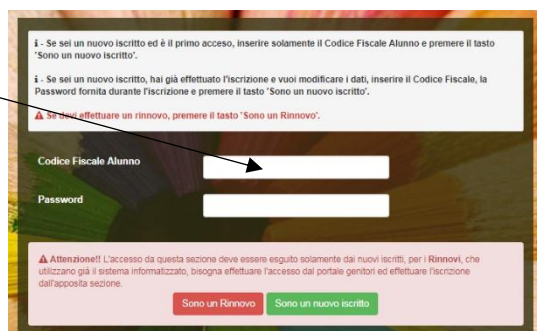 i - Se sei un nuovo iscritto ed è il primo accesso, inserire solamente il Codice Fiscale Alunno e premere il tasto
'Sono un nuovo iscritto'.
i - Se sei un nuovo iscritto, hai già effettuato l'iscrizione e vuoi modificare i dati, inserire il Codice Fiscale, la
Password fornita durante l'iscrizione e premere il tasto 'Sono un nuovo iscritto'.
Se devi effettuare un rinnovo, premere il tasto 'Sono un Rinnovo'.
Codice Fiscale Alunno
Password
Attenzione!! L'accesso da questa sezione deve essere esguito solamente dai nuovi iscritti, per i Rinnovi, che
utilizzano già il sistema informatizzato, bisogna effettuare l'accesso dal portale genitori ed effettuare l'iscrizione
dall'apposita sezione.
Sono un Rinnovo Sono un nuovo iscritto